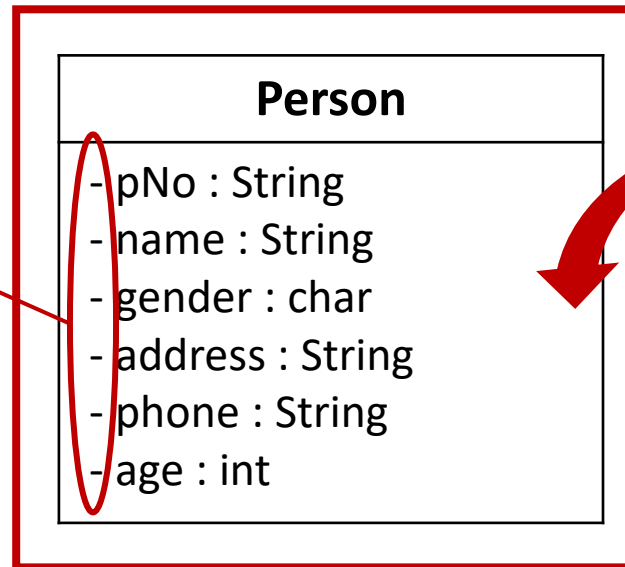 Person
- pNo : String
- name : String
- gender : char
- address : String
- phone : String
- age : int